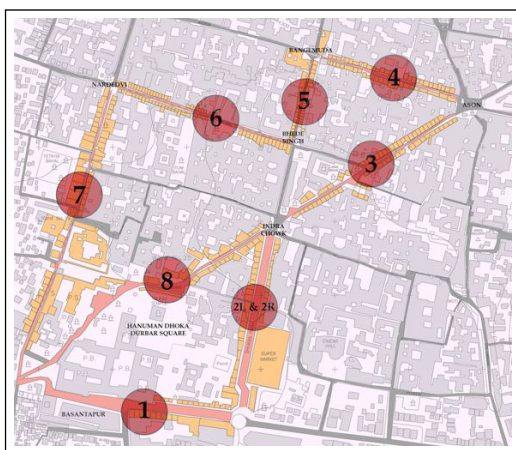 BANGEMUDA
4
NARDEVI
5
ASON
6
BHEDE
SINGH
3
7
INDRA
CHOWK
8
2L & 2R
HANUMAN DHOKA
DURBAR SQUARE
SUPER
MARKET
P.B.
P.B.
1
BASANTAPUR